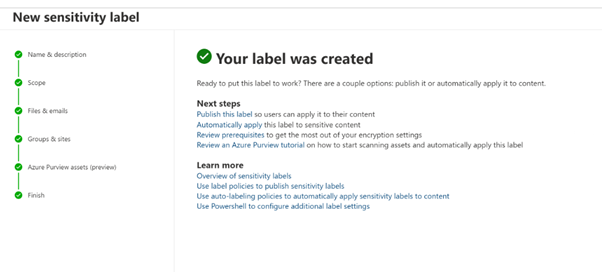 New sensitivity label
Name & description
Scope
Files & emails
Groups & sites
Azure Purview assets (preview)
Finish
Your label was created
Ready to put this label to work? There are a couple options: publish it or automatically apply it to content.
Next steps
Publish this label so users can apply it to their content
Automatically apply this label to sensitive content
Review prerequisites to get the most out of your encryption settings
Review an Azure Purview tutorial on how to start scanning assets and automatically apply this label
Learn more
Overview of sensitivity labels
Use label policies to publish sensitivity labels
Use auto-labeling policies to automatically apply sensitivity labels to content
Use Powershell to configure additional label settings